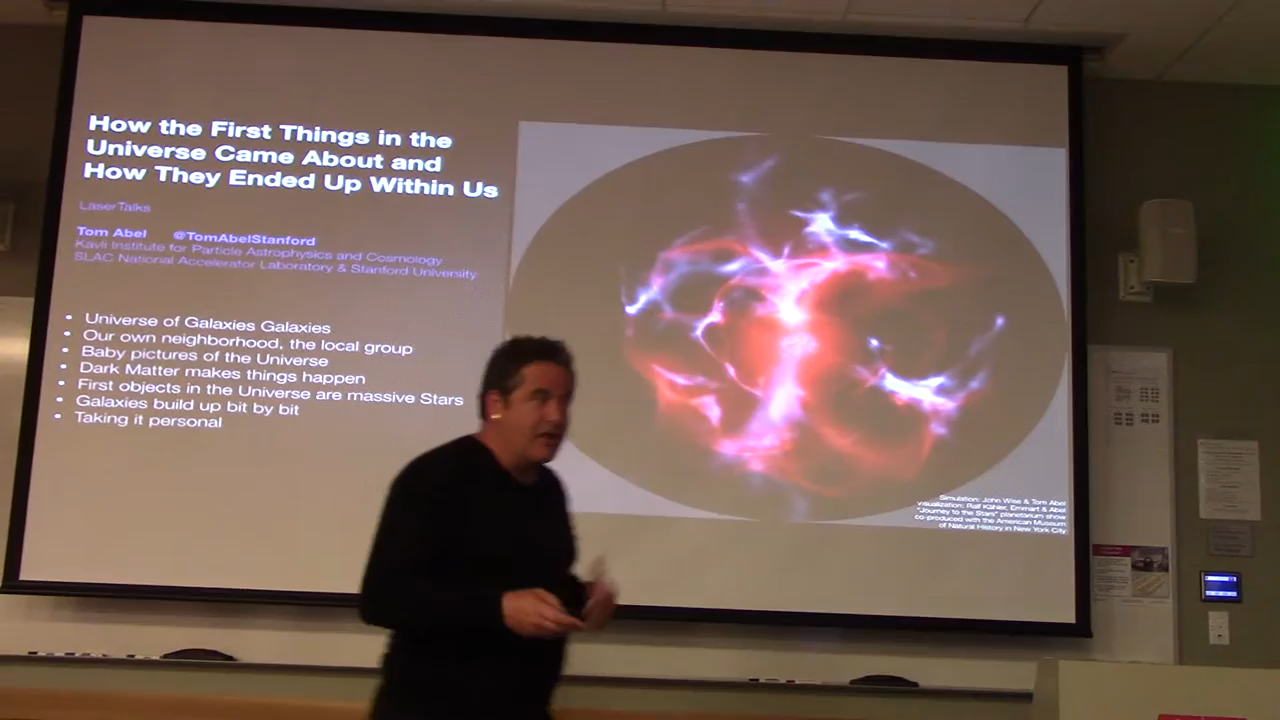 How the First Things in the
Universe Came About and
How They Ended Up Within Us
LaserTalks
Tom Abel @TomAbelStanford
Kavli Institute for Particle Astrophysics and Cosmology
SLAC National Accelerator Laboratory & Stanford University
• Universe of Galaxies Galaxies
• Our own neighborhood, the local group
• Baby pictures of the Universe
• Dark Matter makes things happen
• First objects in the Universe are massive Stars
• Galaxies build up bit by bit
• Taking it personal
Simulation: John Wise & Tom Abel
visualization: Ralf Kähler, Emmart & Abel
"Journey to the Stars" planetarium show
co-produced with the American Museum
of Natural History in New York City